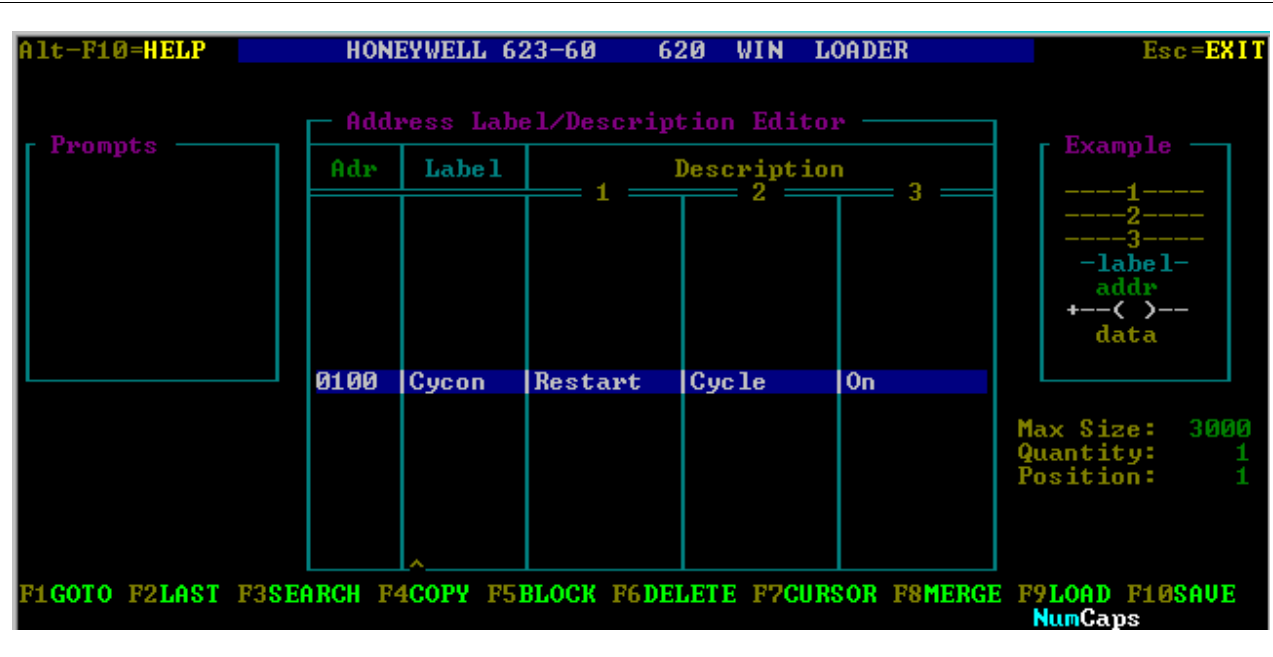 Alt-F10=HELP HONEYWELL 623-60 620 WIN LOADER Esc=EXIT
Address Label/Description Editor
Prompts
Example
Adr Label Description
1 2 3
----1----
----2----
----3----
-label-
addr
+--( )--
data
0100 |Cycon |Restart |Cycle |On
Max Size: 3000
Quantity: 1
Position: 1
^
F1GOTO F2LAST F3SEARCH F4COPY F5BLOCK F6DELETE F7CURSOR F8MERGE F9LOAD F10SAVE
NumCaps